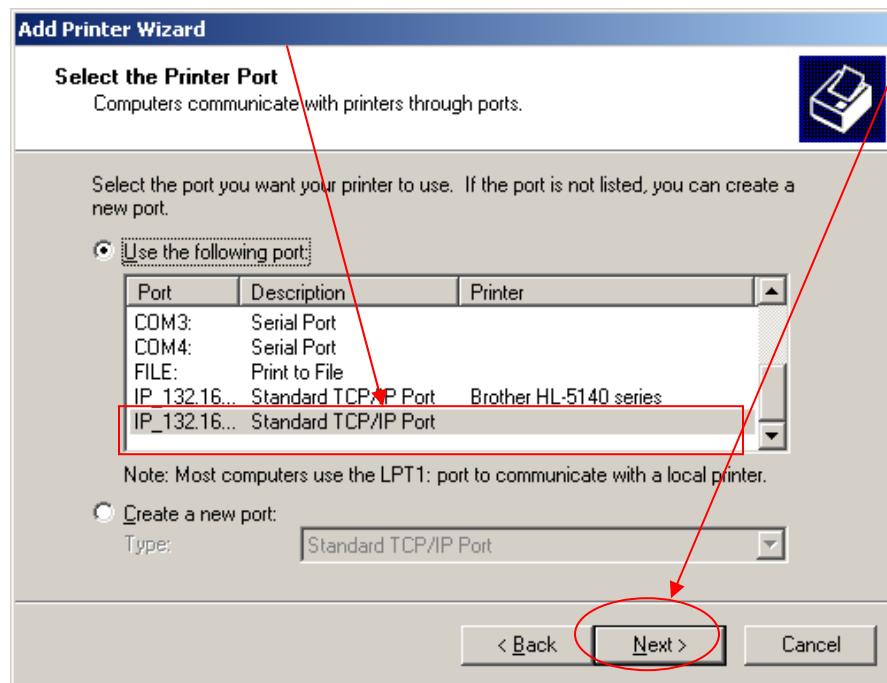 Add Printer Wizard
Select the Printer Port
Computers communicate with printers through ports.
Select the port you want your printer to use.  If the port is not listed, you can create a
new port.
Use the following port:
Port Description Printer
COM3: Serial Port
COM4: Serial Port
FILE: Print to File
IP_132.16... Standard TCP/IP Port Brother HL-5140 series
IP_132.16... Standard TCP/IP Port
Note: Most computers use the LPT1: port to communicate with a local printer.
Create a new port:
Type: Standard TCP/IP Port
< Back Next > Cancel